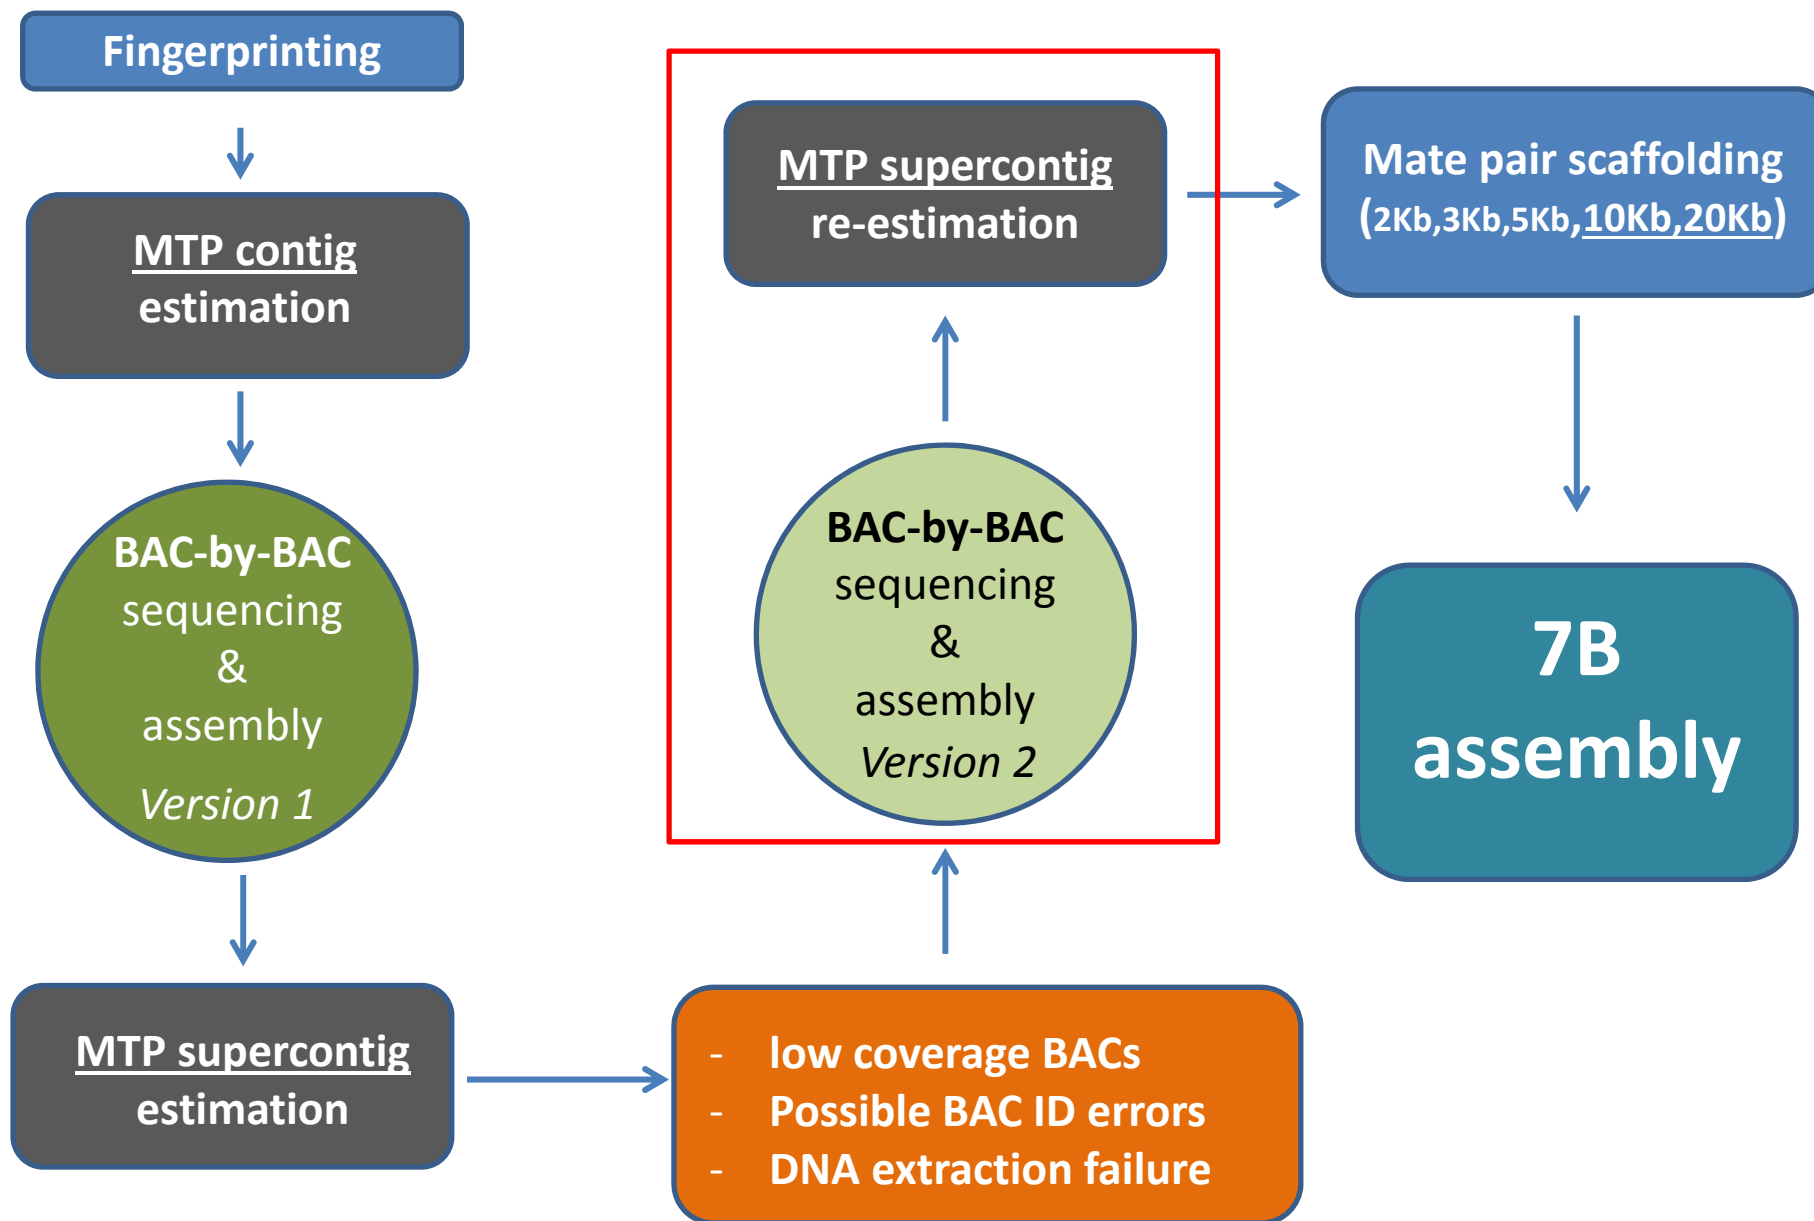 Fingerprinting
MTP contig
estimation
BAC-by-BAC
sequencing
&
assembly
Version 1
MTP supercontig
estimation
- low coverage BACs
- Possible BAC ID errors
- DNA extraction failure
BAC-by-BAC
sequencing
&
assembly
Version 2
MTP supercontig
re-estimation
Mate pair scaffolding
(2Kb,3Kb,5Kb,10Kb,20Kb)
7B
assembly